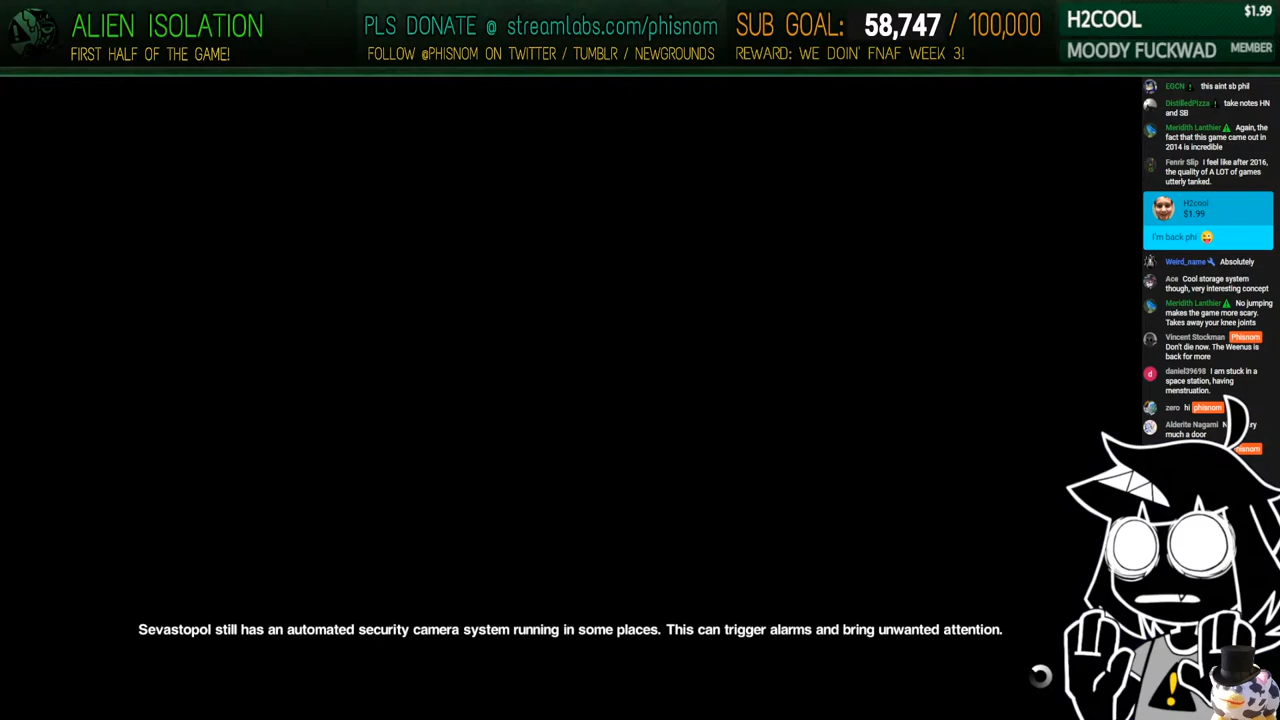 ALIEN ISOLATION
FIRST HALF OF THE GAME!
PLS DONATE @ streamlabs.com/phisnom
FOLLOW @PHISNOM ON TWITTER / TUMBLR / NEWGROUNDS
SUB GOAL: 58,747 / 100,000
REWARD: WE DOIN' FNAF WEEK 3!
H2COOL $1.99
MOODY FUCKWAD MEMBER
EGCN this aint sb phil
DistilledPizza take notes HN
and SB
Meridith Lanthier Again, the
fact that this game came out in
2014 is incredible
Fenrir Slip I feel like after 2016,
the quality of A LOT of games
utterly tanked.
H2cool
$1.99
I'm back phi 😜
Weird_name Absolutely
Ace Cool storage system
though, very interesting concept
Meridith Lanthier No jumping
makes the game more scary.
Takes away your knee joints
Vincent Stockman Phisnom
Don't die now. The Weenus is
back for more
d daniel39698 I am stuck in a
space station, having
menstruation.
zero hi phisnom
Alderite Nagami
much a door
Sevastopol still has an automated security camera system running in some places. This can trigger alarms and bring unwanted attention.